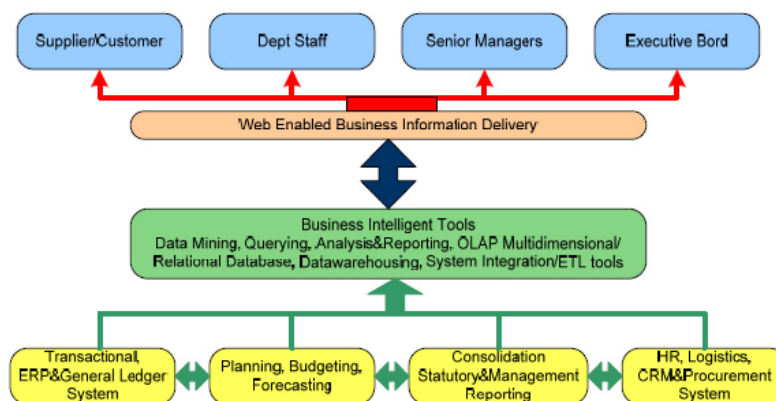 Supplier/Customer
Dept Staff
Senior Managers
Executive Bord
Web Enabled Business Information Delivery
Business Intelligent Tools
Data Mining, Querying, Analysis&Reporting, OLAP Multidimensional/
Relational Database, Datawarehousing, System Integration/ETL tools
Transactional,
ERP&General Ledger
System
Planning, Budgeting,
Forecasting
Consolidation
Statutory&Management
Reporting
HR, Logistics,
CRM&Procurement
System